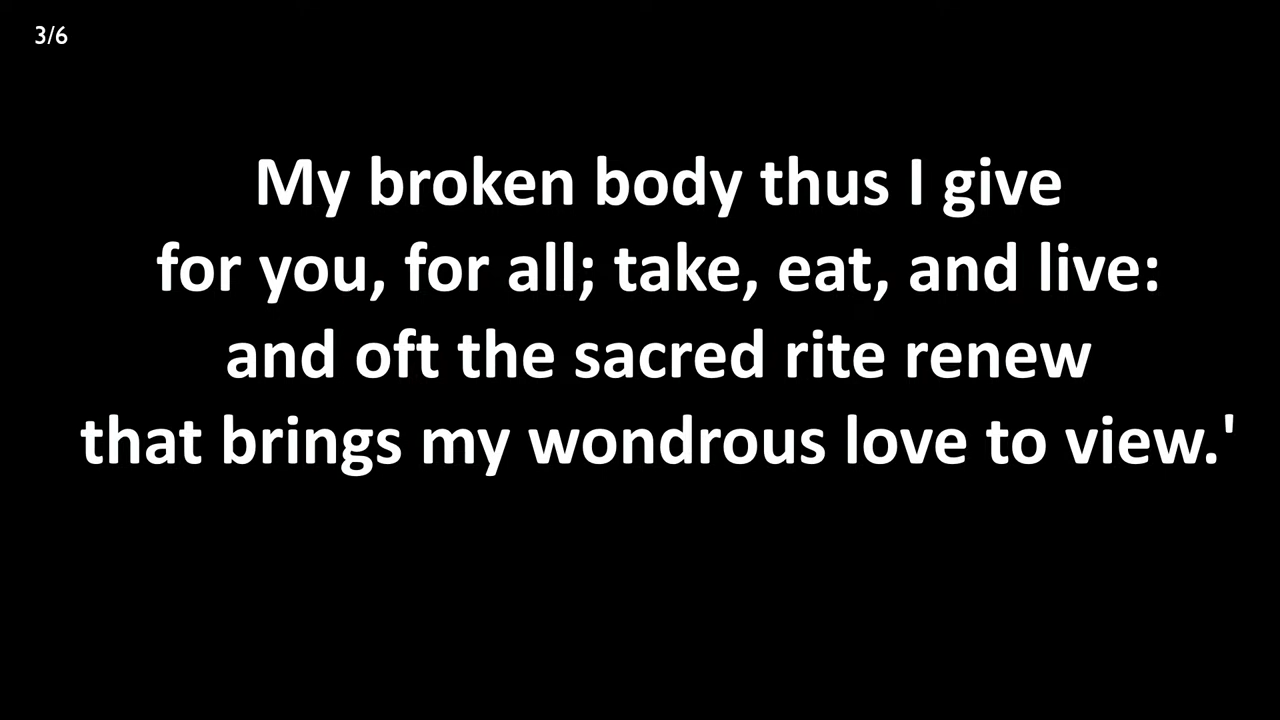 3/6
My broken body thus I give
for you, for all; take, eat, and live:
and oft the sacred rite renew
that brings my wondrous love to view.'